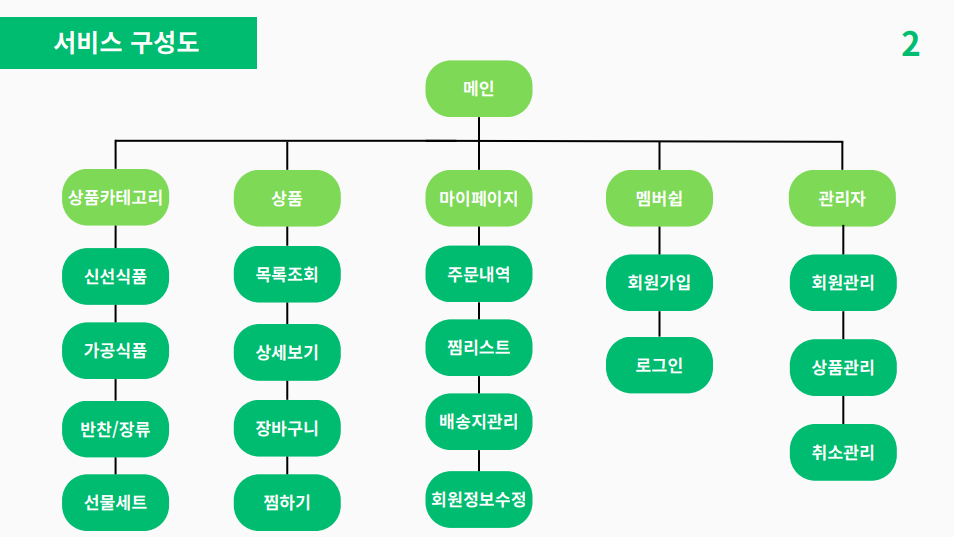 서비스 구성도
2
메인
상품카테고리
상품
마이페이지
멤버쉽
관리자
신선식품
가공식품
반찬/장류
선물세트
목록조회
상세보기
장바구니
찜하기
주문내역
찜리스트
배송지관리
회원정보수정
회원가입
로그인
회원관리
상품관리
취소관리